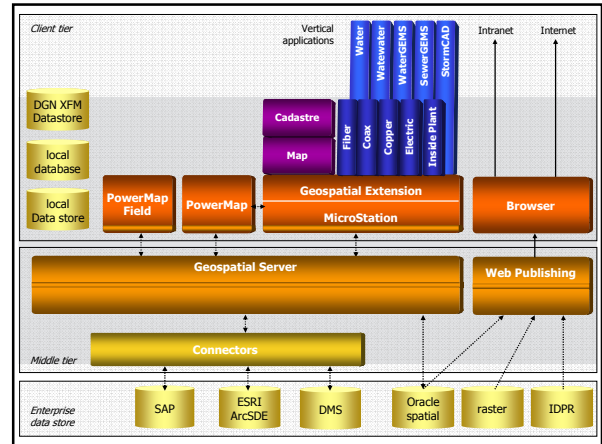 Client tier
Vertical
applications
Water
Watewater
WaterGEMS
SewerGEMS
StormCAD
Intranet
Internet
DGN XFM
Datastore
Cadastre
Fiber
Coax
Copper
Electric
Inside Plant
local
database
Map
local
Data store
PowerMap
Field
PowerMap
Geospatial Extension
MicroStation
Browser
Geospatial Server
Web Publishing
Connectors
Middle tier
Enterprise
data store
SAP
ESRI
ArcSDE
DMS
Oracle
spatial
raster
IDPR